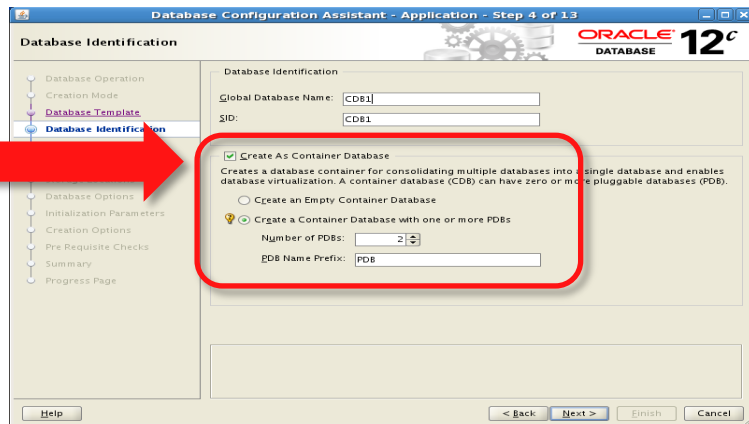 Database Configuration Assistant - Application - Step 4 of 13
Database Identification
ORACLE
DATABASE
12c
Database Operation
Creation Mode
Database Template
Database Identification
Database Options
Initialization Parameters
Creation Options
Pre Requisite Checks
Summary
Progress Page
Database Identification
Global Database Name: CDB1
SID: CDB1
Create As Container Database
Creates a database container for consolidating multiple databases into a single database and enables
database virtualization. A container database (CDB) can have zero or more pluggable databases (PDB).
Create an Empty Container Database
Create a Container Database with one or more PDBs
Number of PDBs: 2
PDB Name Prefix: PDB
Help
< Back
Next >
Finish
Cancel